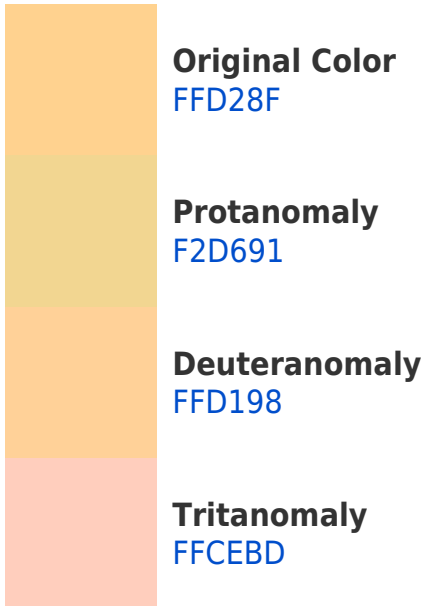 Original Color
FFD28F
Protanomaly
F2D691
Deuteranomaly
FFD198
Tritanomaly
FFCEBD